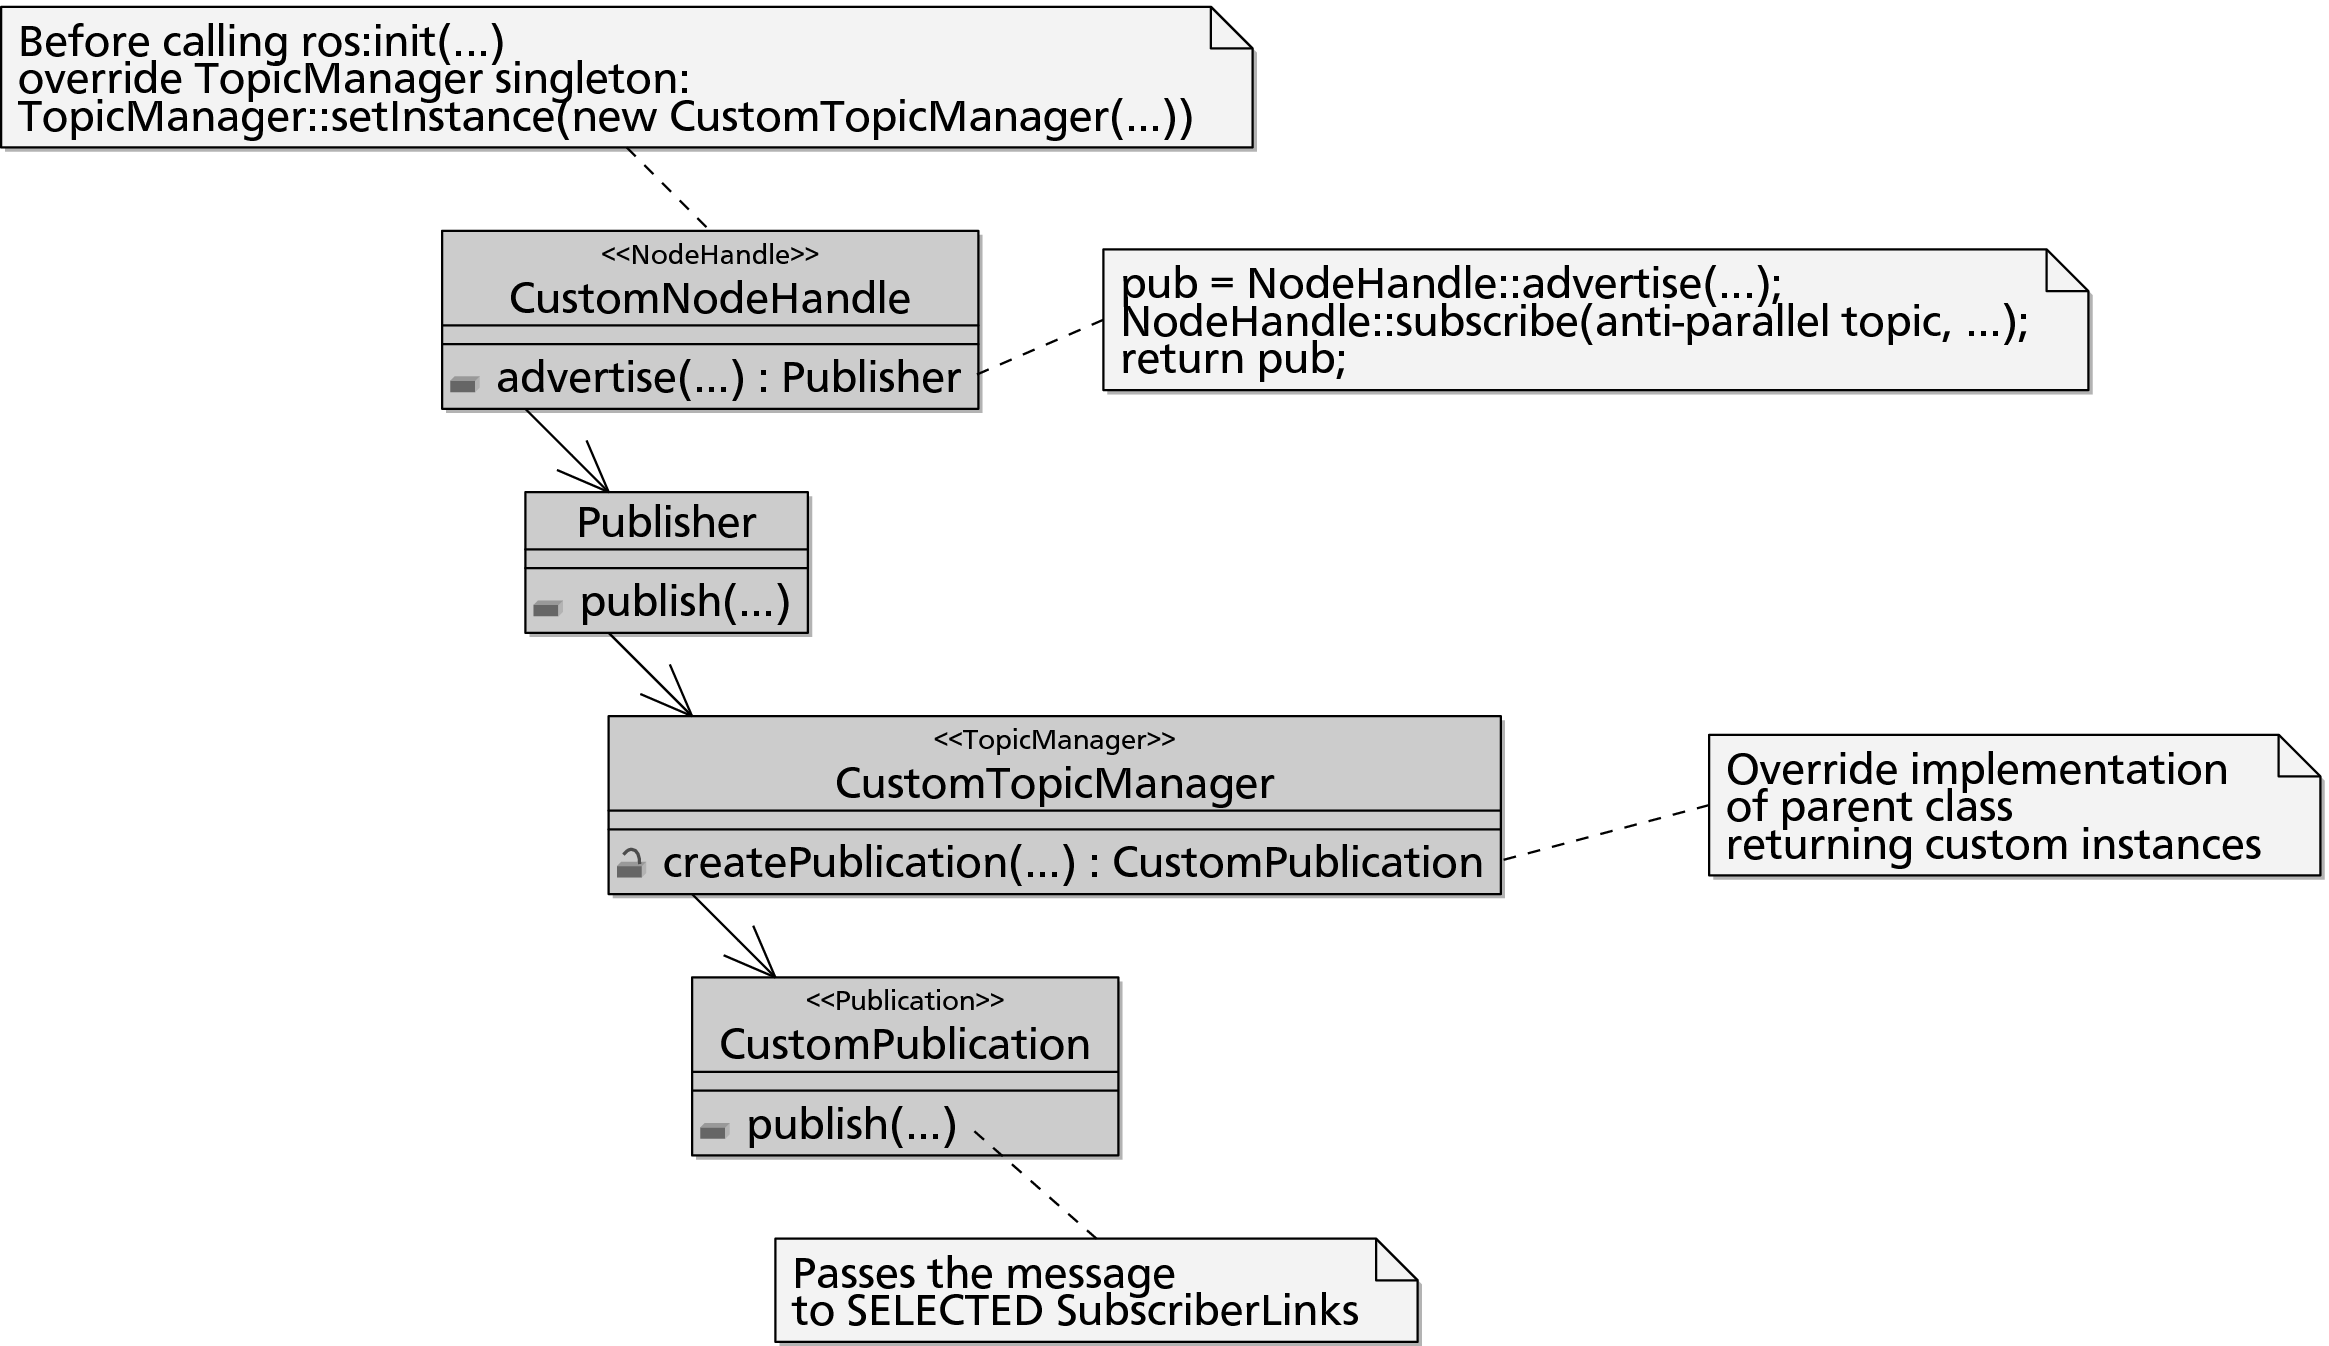 Before calling ros:init(...)
override TopicManager singleton:
TopicManager::setInstance(new CustomTopicManager(...))
<<NodeHandle>>
CustomNodeHandle
advertise(...) : Publisher
pub = NodeHandle::advertise(...);
NodeHandle::subscribe(anti-parallel topic, ...);
return pub;
Publisher
publish(...)
<<TopicManager>>
CustomTopicManager
createPublication(...) : CustomPublication
Override implementation
of parent class
returning custom instances
<<Publication>>
CustomPublication
publish(...)
Passes the message
to SELECTED SubscriberLinks